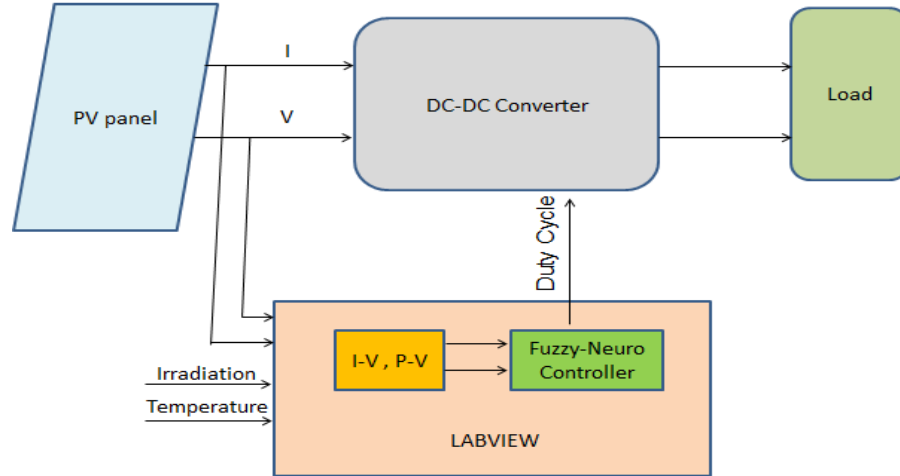 I
PV panel
V
DC-DC Converter
Load
Duty Cycle
I-V , P-V
Fuzzy-Neuro
Controller
Irradiation
Temperature
LABVIEW